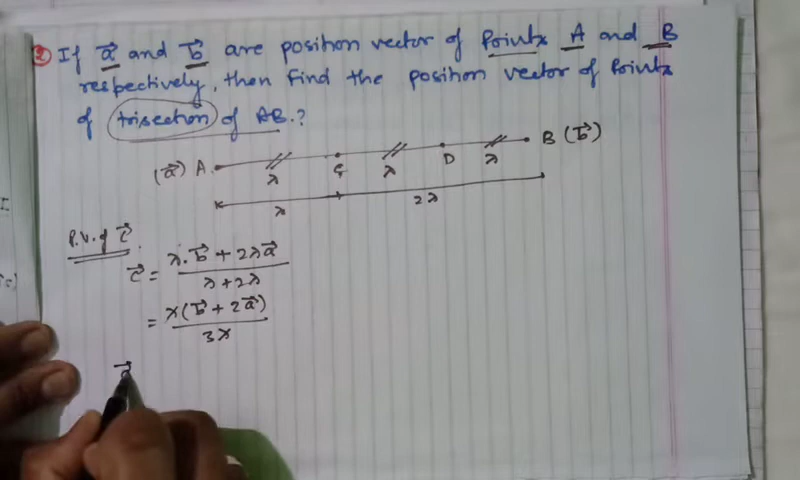 ② If a⃗ and b⃗ are position vector of Points A and B
respectively, then find the position vector of Points
of trisection of AB.?
(a⃗) A C D B (b⃗)
λ λ λ
λ 2λ
P.V. of c⃗
c⃗ = λ.b⃗ + 2λa⃗ / λ + 2λ
= λ(b⃗ + 2a⃗) / 3λ